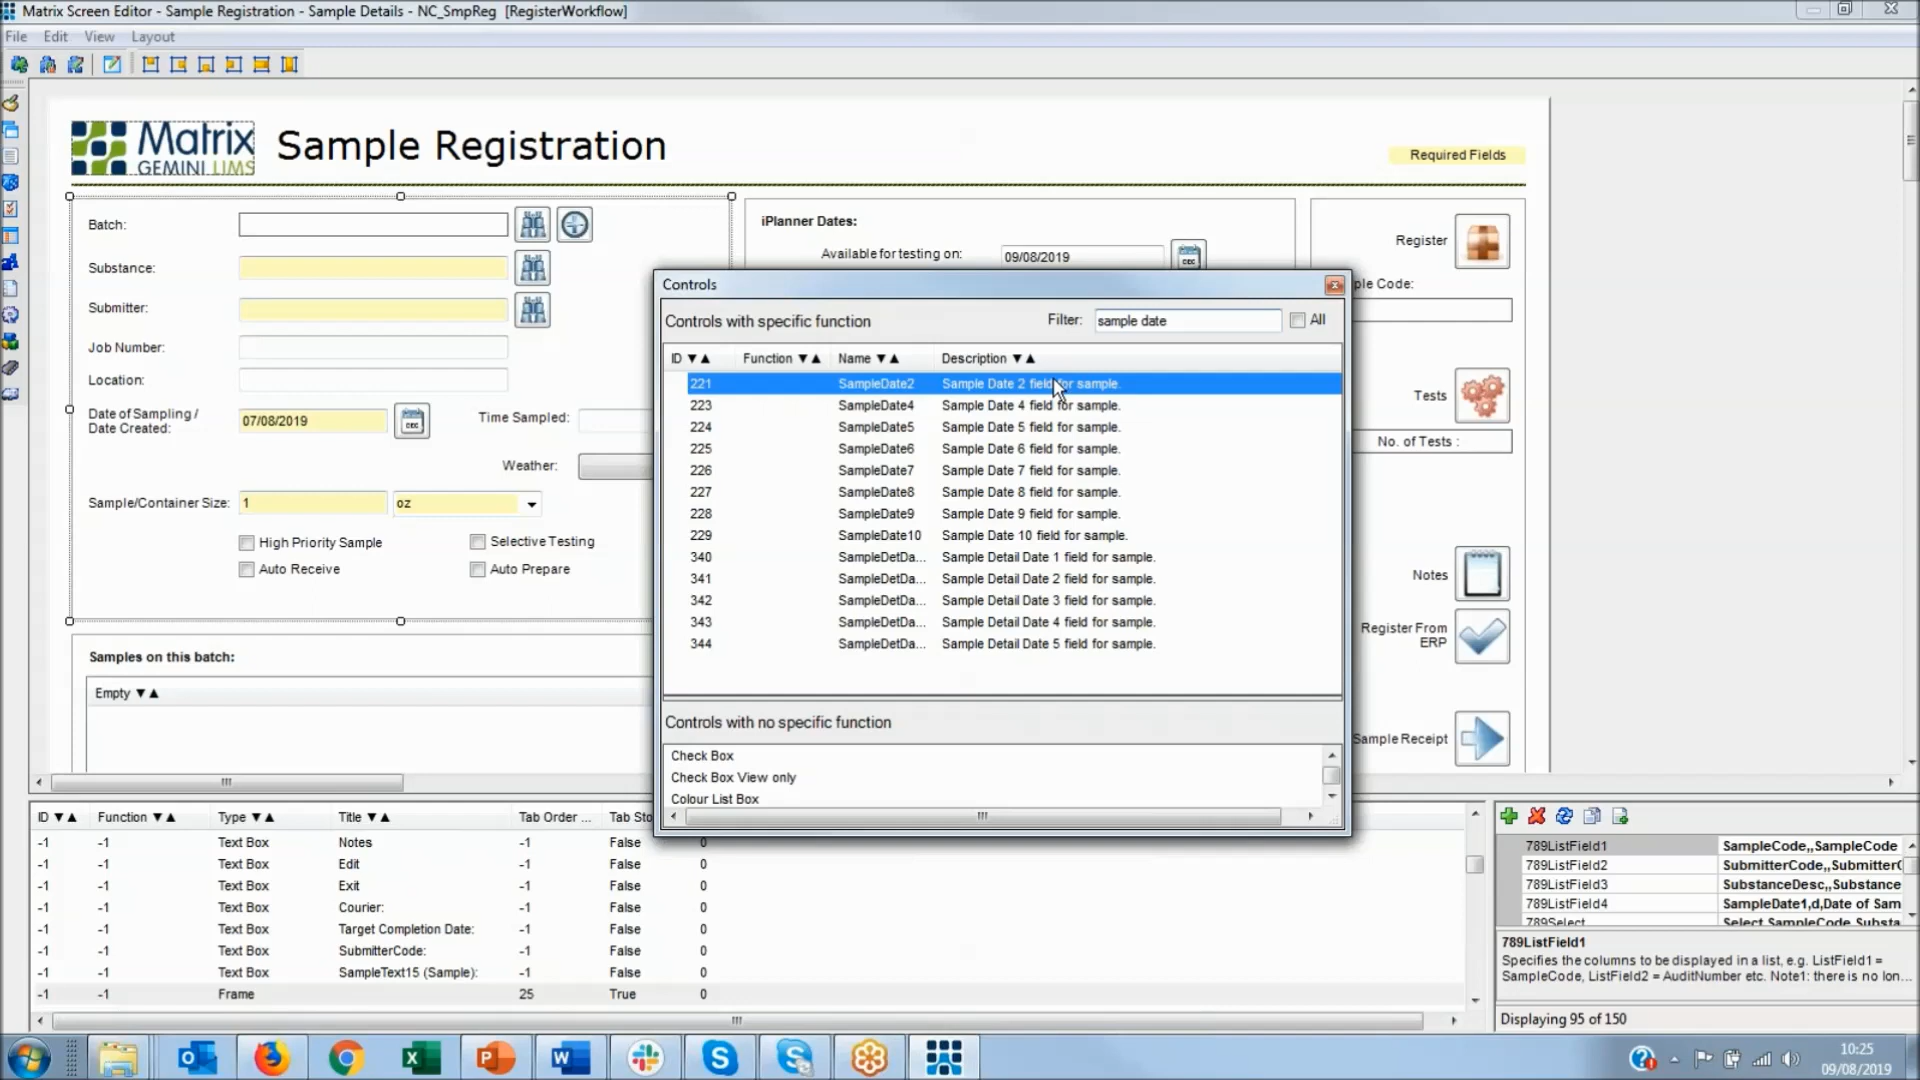 Matrix Screen Editor - Sample Registration - Sample Details - NC_SmpReg [RegisterWorkflow]
File Edit View Layout
Matrix
GEMINI LIMS
Sample Registration
Required Fields
Batch:
Substance:
Submitter:
Job Number:
Location:
Date of Sampling /
Date Created:
07/08/2019
Time Sampled:
Weather:
Sample/Container Size:
1
oz
High Priority Sample
Selective Testing
Auto Receive
Auto Prepare
iPlanner Dates:
Available for testing on:
09/08/2019
Register
ple Code:
Tests
No. of Tests :
Notes
Register From
ERP
Sample Receipt
Samples on this batch:
Empty
Controls
Controls with specific function
Filter: sample date
All
ID Function Name Description
221 SampleDate2 Sample Date 2 field for sample.
223 SampleDate4 Sample Date 4 field for sample.
224 SampleDate5 Sample Date 5 field for sample.
225 SampleDate6 Sample Date 6 field for sample.
226 SampleDate7 Sample Date 7 field for sample.
227 SampleDate8 Sample Date 8 field for sample.
228 SampleDate9 Sample Date 9 field for sample.
229 SampleDate10 Sample Date 10 field for sample.
340 SampleDetDa... Sample Detail Date 1 field for sample.
341 SampleDetDa... Sample Detail Date 2 field for sample.
342 SampleDetDa... Sample Detail Date 3 field for sample.
343 SampleDetDa... Sample Detail Date 4 field for sample.
344 SampleDetDa... Sample Detail Date 5 field for sample.
Controls with no specific function
Check Box
Check Box View only
Colour List Box
ID Function Type Title Tab Order ... Tab Sto
-1 -1 Text Box Notes -1 False 0
-1 -1 Text Box Edit -1 False 0
-1 -1 Text Box Exit -1 False 0
-1 -1 Text Box Courier: -1 False 0
-1 -1 Text Box Target Completion Date: -1 False 0
-1 -1 Text Box SubmitterCode: -1 False 0
-1 -1 Text Box SampleText15 (Sample): -1 False 0
-1 -1 Frame 25 True 0
789ListField1 SampleCode,,SampleCode
789ListField2 SubmitterCode,,Submitter(
789ListField3 SubstanceDesc,,Substance
789ListField4 SampleDate1,d,Date of Sam
789Select Select SampleCode Substa
789ListField1
Specifies the columns to be displayed in a list, e.g. ListField1 =
SampleCode, ListField2 = AuditNumber etc. Note1: there is no lon...
Displaying 95 of 150
10:25
09/08/2019